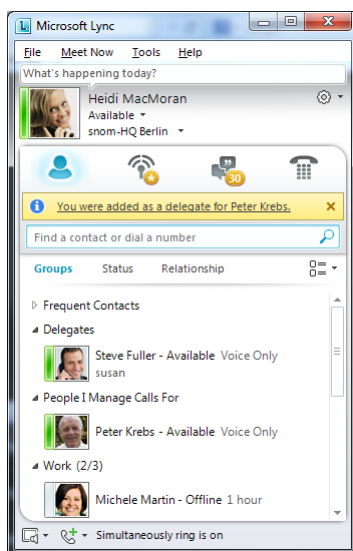 Microsoft Lync
File Meet Now Tools Help
What's happening today?
Heidi MacMoran
Available
snom-HQ Berlin
30
You were added as a delegate for Peter Krebs.
Find a contact or dial a number
Groups Status Relationship
Frequent Contacts
Delegates
Steve Fuller - Available Voice Only
susan
People I Manage Calls For
Peter Krebs - Available Voice Only
Work (2/3)
Michele Martin - Offline 1 hour
Simultaneously ring is on